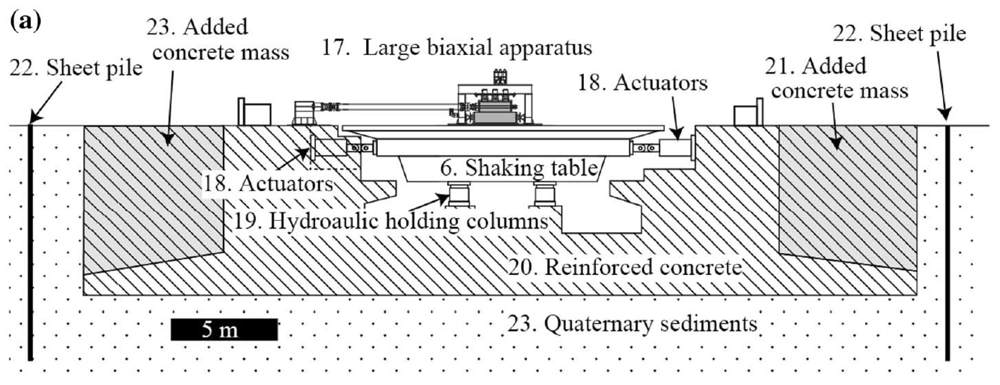 (a)
23. Added
concrete mass
22. Sheet pile
17. Large biaxial apparatus
18. Actuators
22. Sheet pile
21. Added
concrete mass
6. Shaking table
18. Actuators
19. Hydroaulic holding columns
20. Reinforced concrete
5 m
23. Quaternary sediments